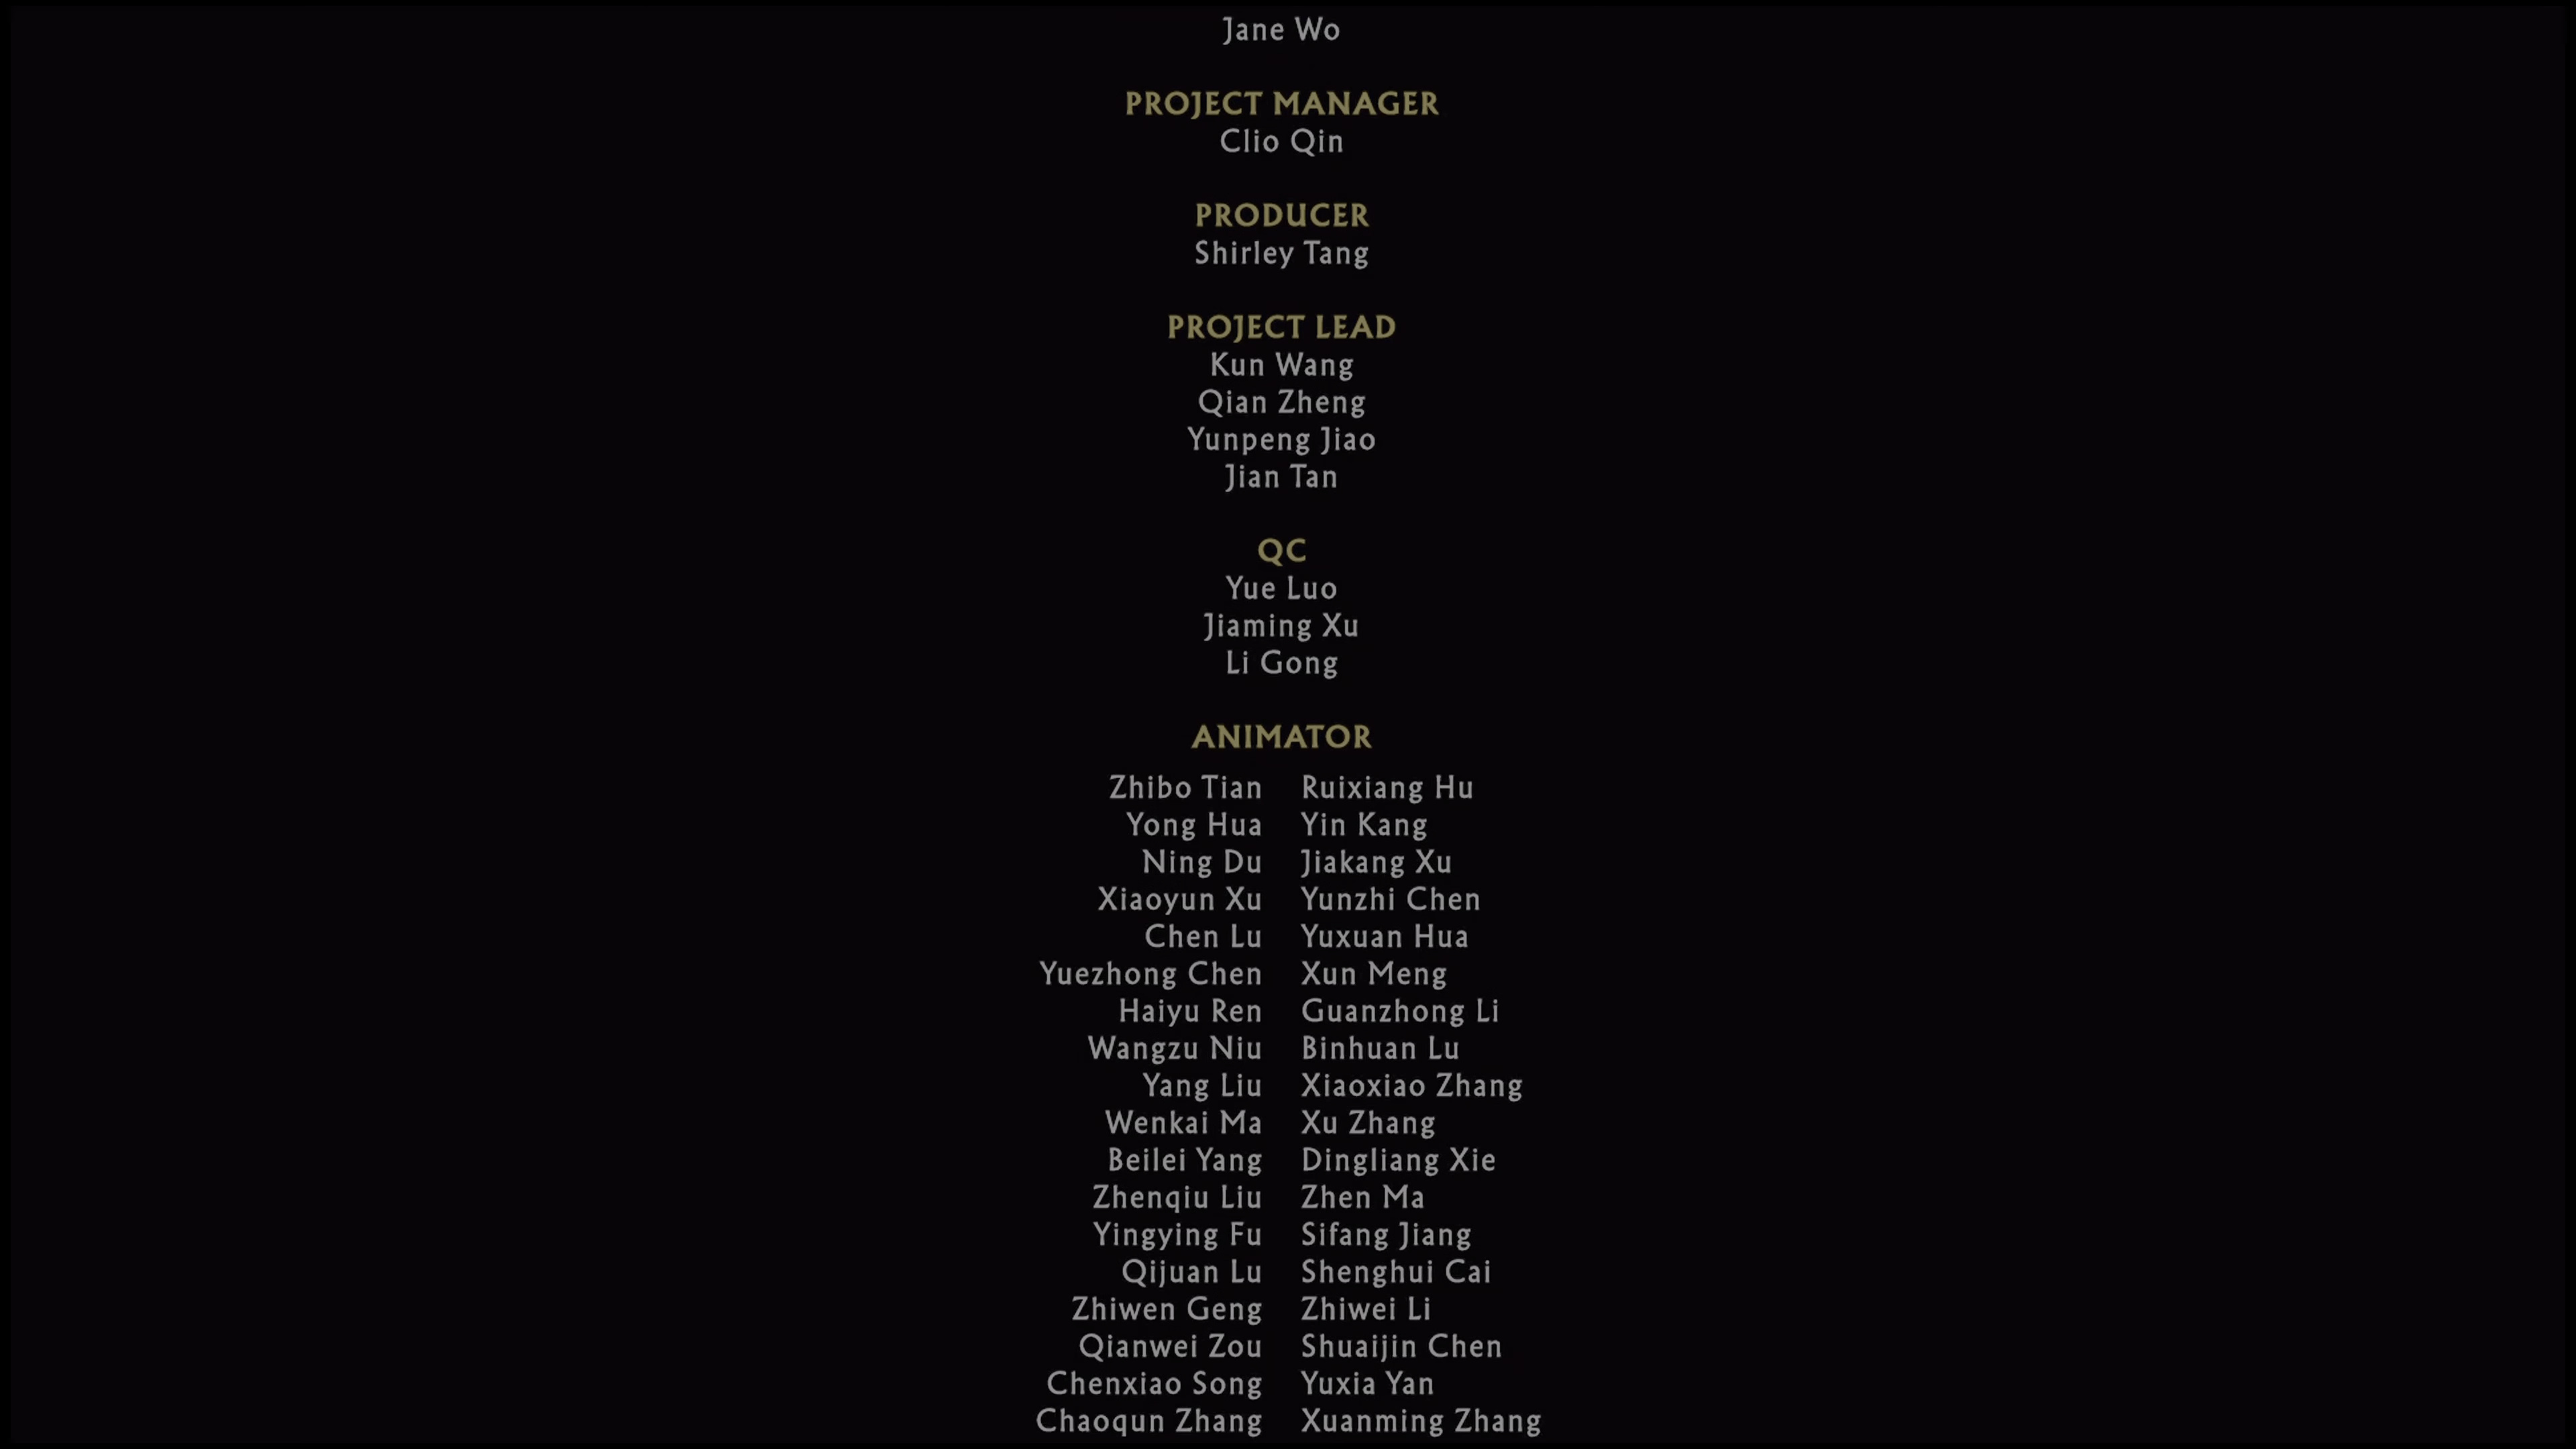 Jane Wo
PROJECT MANAGER
Clio Qin
PRODUCER
Shirley Tang
PROJECT LEAD
Kun Wang
Qian Zheng
Yunpeng Jiao
Jian Tan
QC
Yue Luo
Jiaming Xu
Li Gong
ANIMATOR
Zhibo Tian Ruixiang Hu
Yong Hua Yin Kang
Ning Du Jiakang Xu
Xiaoyun Xu Yunzhi Chen
Chen Lu Yuxuan Hua
Yuezhong Chen Xun Meng
Haiyu Ren Guanzhong Li
Wangzu Niu Binhuan Lu
Yang Liu Xiaoxiao Zhang
Wenkai Ma Xu Zhang
Beilei Yang Dingliang Xie
Zhenqiu Liu Zhen Ma
Yingying Fu Sifang Jiang
Qijuan Lu Shenghui Cai
Zhiwen Geng Zhiwei Li
Qianwei Zou Shuaijin Chen
Chenxiao Song Yuxia Yan
Chaoqun Zhang Xuanming Zhang